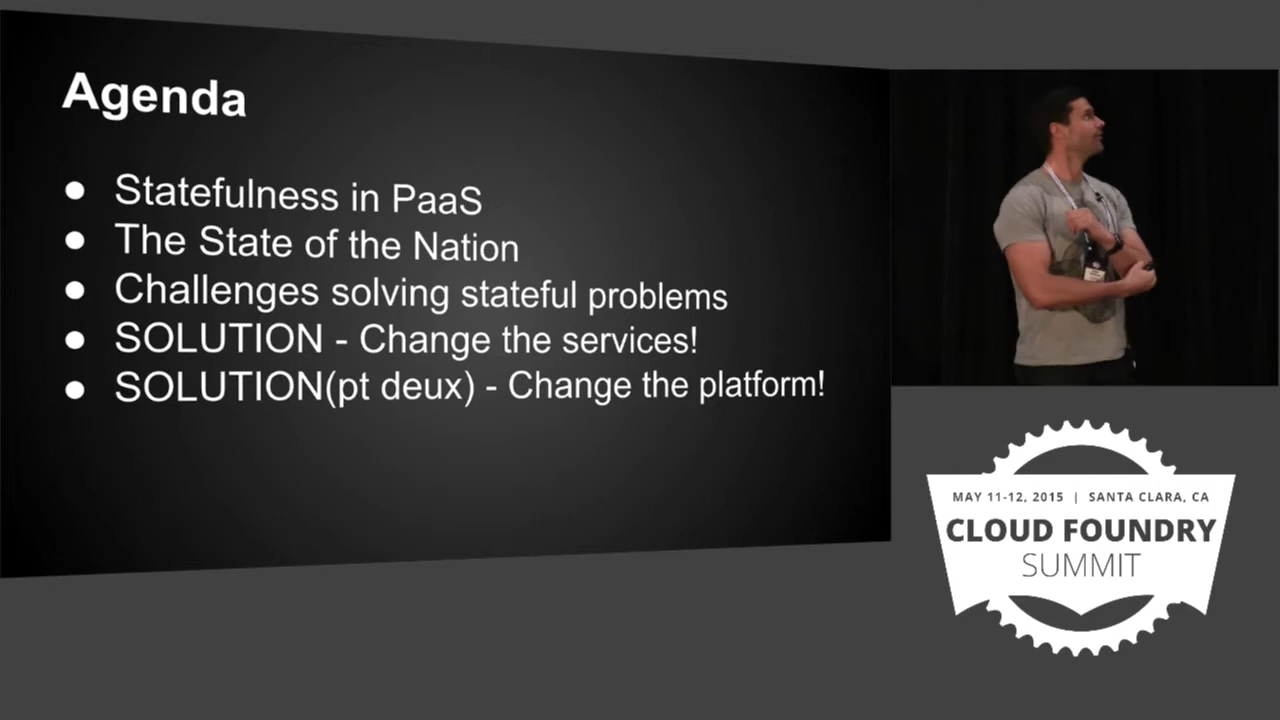 Agenda
● Statefulness in PaaS
● The State of the Nation
● Challenges solving stateful problems
● SOLUTION - Change the services!
● SOLUTION(pt deux) - Change the platform!
MAY 11-12, 2015 | SANTA CLARA, CA
CLOUD FOUNDRY
SUMMIT